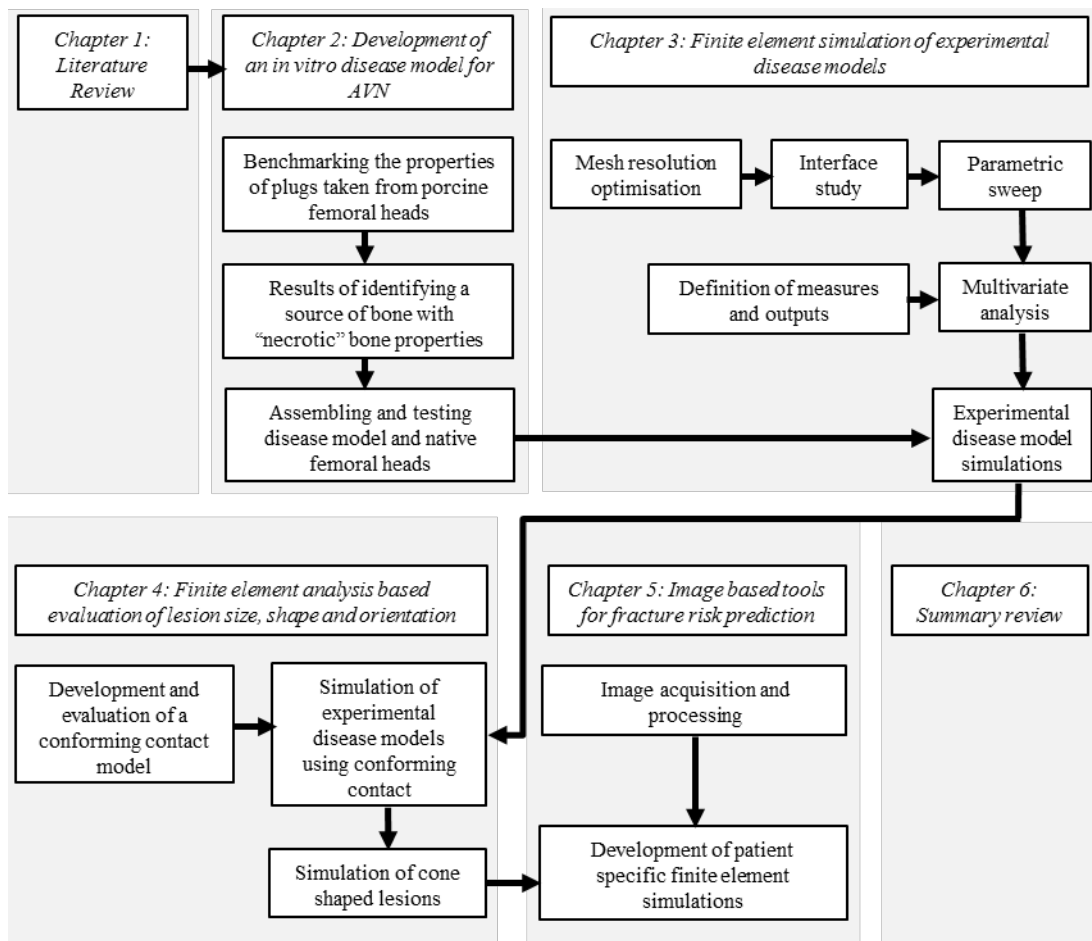 Chapter 1:
Literature
Review
Chapter 2: Development of
an in vitro disease model for
AVN
Benchmarking the properties
of plugs taken from porcine
femoral heads
Results of identifying a
source of bone with
“necrotic” bone properties
Assembling and testing
disease model and native
femoral heads
Chapter 3: Finite element simulation of experimental
disease models
Mesh resolution
optimisation
Interface
study
Parametric
sweep
Definition of measures
and outputs
Multivariate
analysis
Experimental
disease model
simulations
Chapter 4: Finite element analysis based
evaluation of lesion size, shape and orientation
Development and
evaluation of a
conforming contact
model
Simulation of
experimental
disease models
using conforming
contact
Simulation of cone
shaped lesions
Chapter 5: Image based tools
for fracture risk prediction
Image acquisition and
processing
Development of patient
specific finite element
simulations
Chapter 6:
Summary review